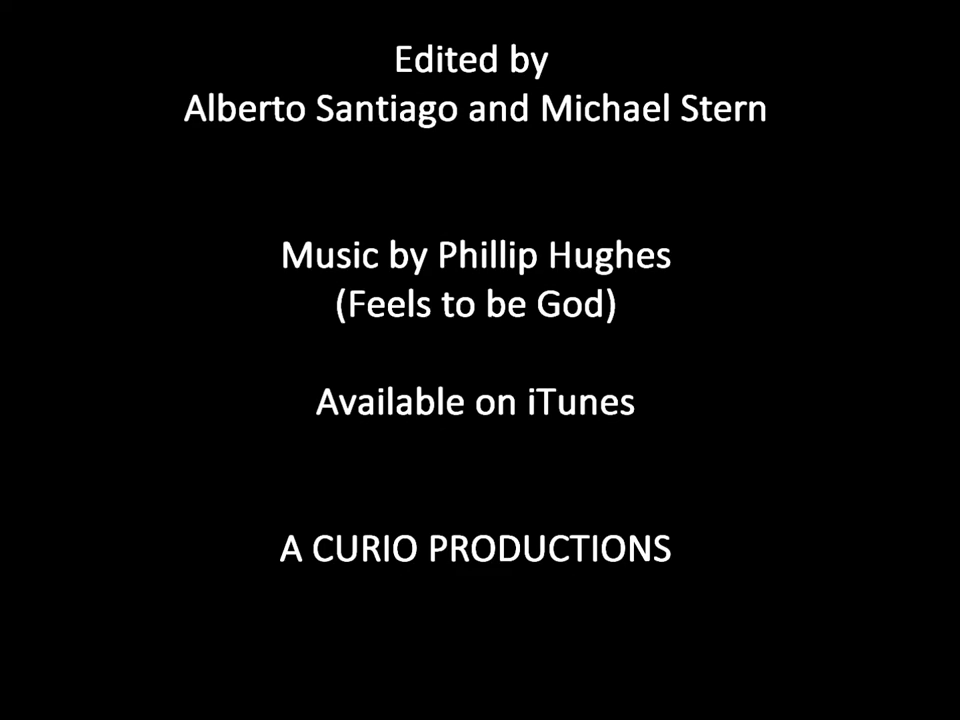 Edited by
Alberto Santiago and Michael Stern
Music by Phillip Hughes
(Feels to be God)
Available on iTunes
A CURIO PRODUCTIONS